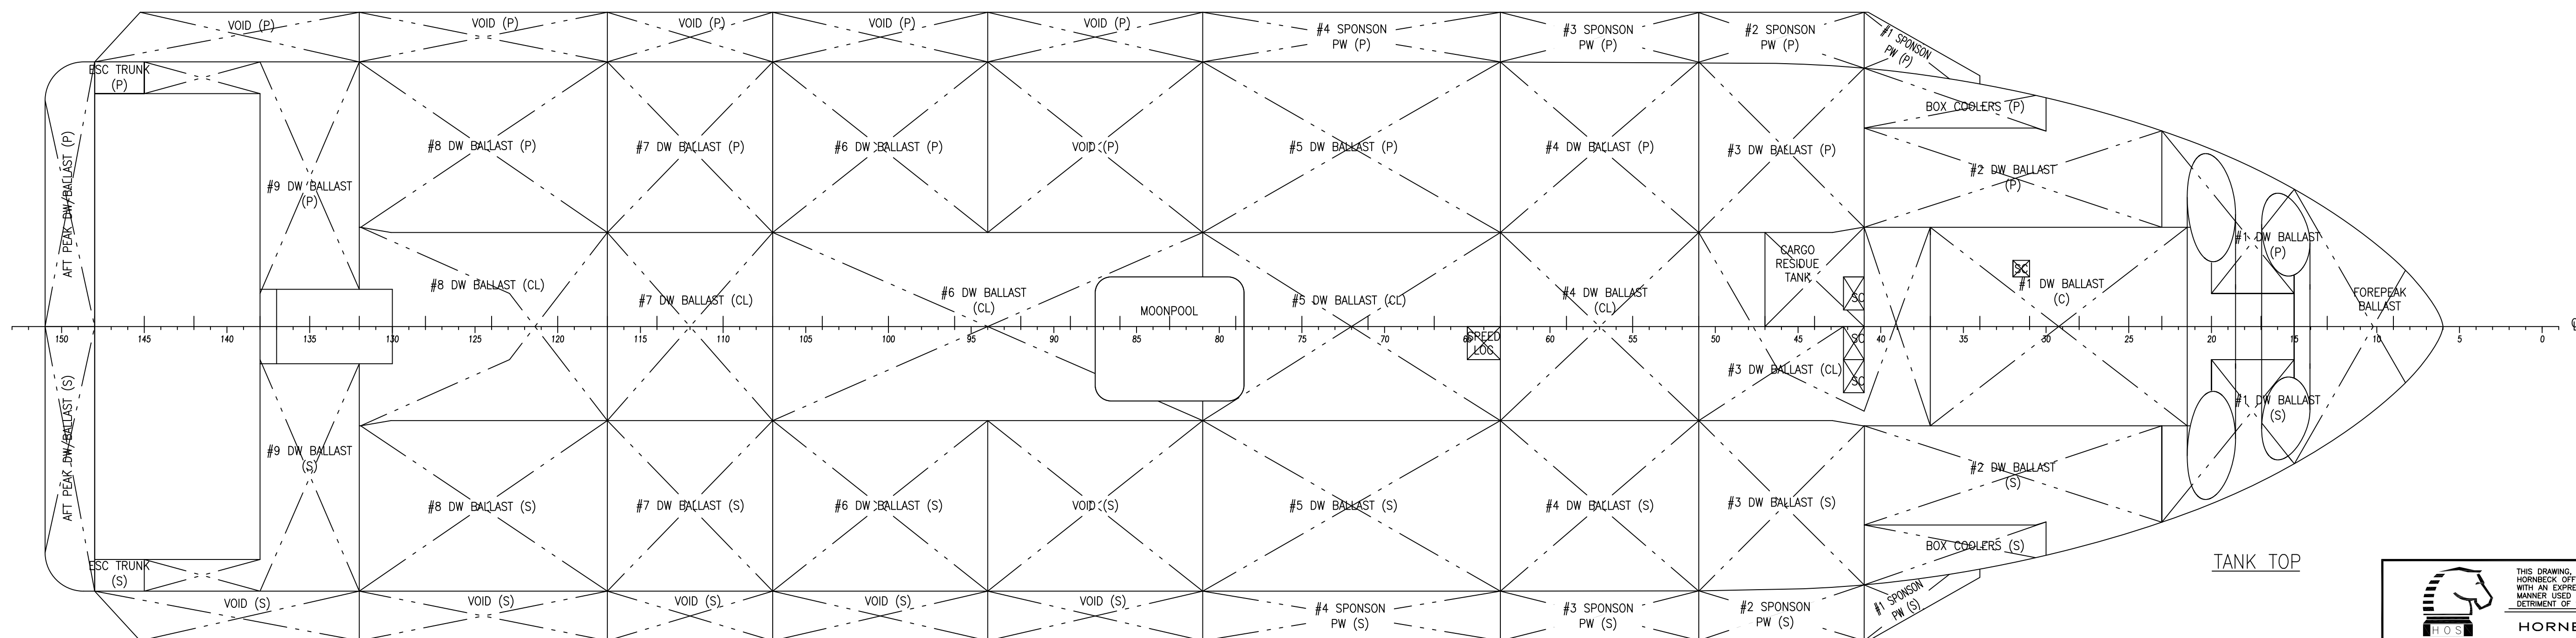 VOID (P)
VOID (P)
VOID (P)
VOID (P)
VOID (P)
#4 SPONSON
PW (P)
#3 SPONSON
PW (P)
#2 SPONSON
PW (P)
#1 SPONSON
PW (P)
ESC TRUNK
(P)
BOX COOLERS (P)
AFT PEAK DW/BALLAST (P)
#9 DW BALLAST
(P)
#8 DW BALLAST (P)
#7 DW BALLAST (P)
#6 DW BALLAST (P)
VOID (P)
#5 DW BALLAST (P)
#4 DW BALLAST (P)
#3 DW BALLAST (P)
#2 DW BALLAST
(P)
#1 DW BALLAST
(P)
#8 DW BALLAST (CL)
#7 DW BALLAST (CL)
#6 DW BALLAST
(CL)
MOONPOOL
#5 DW BALLAST (CL)
#4 DW BALLAST
(CL)
CARGO
RESIDUE
TANK
SC
SC
#1 DW BALLAST
(C)
FOREPEAK
BALLAST
150 145 140 135 130 125 120 115 110 105 100 95 90 85 80 75 70 65 60 55 50 45 40 35 30 25 20 15 10 5 0
SPEED
LOG
SC
SC
#3 DW BALLAST (CL)
AFT PEAK DW/BALLAST (S)
#9 DW BALLAST
(S)
#1 DW BALLAST
(S)
#8 DW BALLAST (S)
#7 DW BALLAST (S)
#6 DW BALLAST (S)
VOID (S)
#5 DW BALLAST (S)
#4 DW BALLAST (S)
#3 DW BALLAST (S)
#2 DW BALLAST
(S)
BOX COOLERS (S)
ESC TRUNK
(S)
VOID (S)
VOID (S)
VOID (S)
VOID (S)
VOID (S)
#4 SPONSON
PW (S)
#3 SPONSON
PW (S)
#2 SPONSON
PW (S)
#1 SPONSON
PW (S)
TANK TOP
THIS DRAWING,
HORNBECK OFF
WITH AN EXPRE
MANNER USED
DETRIMENT OF
HOS
HORNB